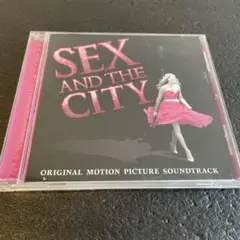 SEX
AND THE
CITY
ORIGINAL MOTION PICTURE SOUNDTRACK